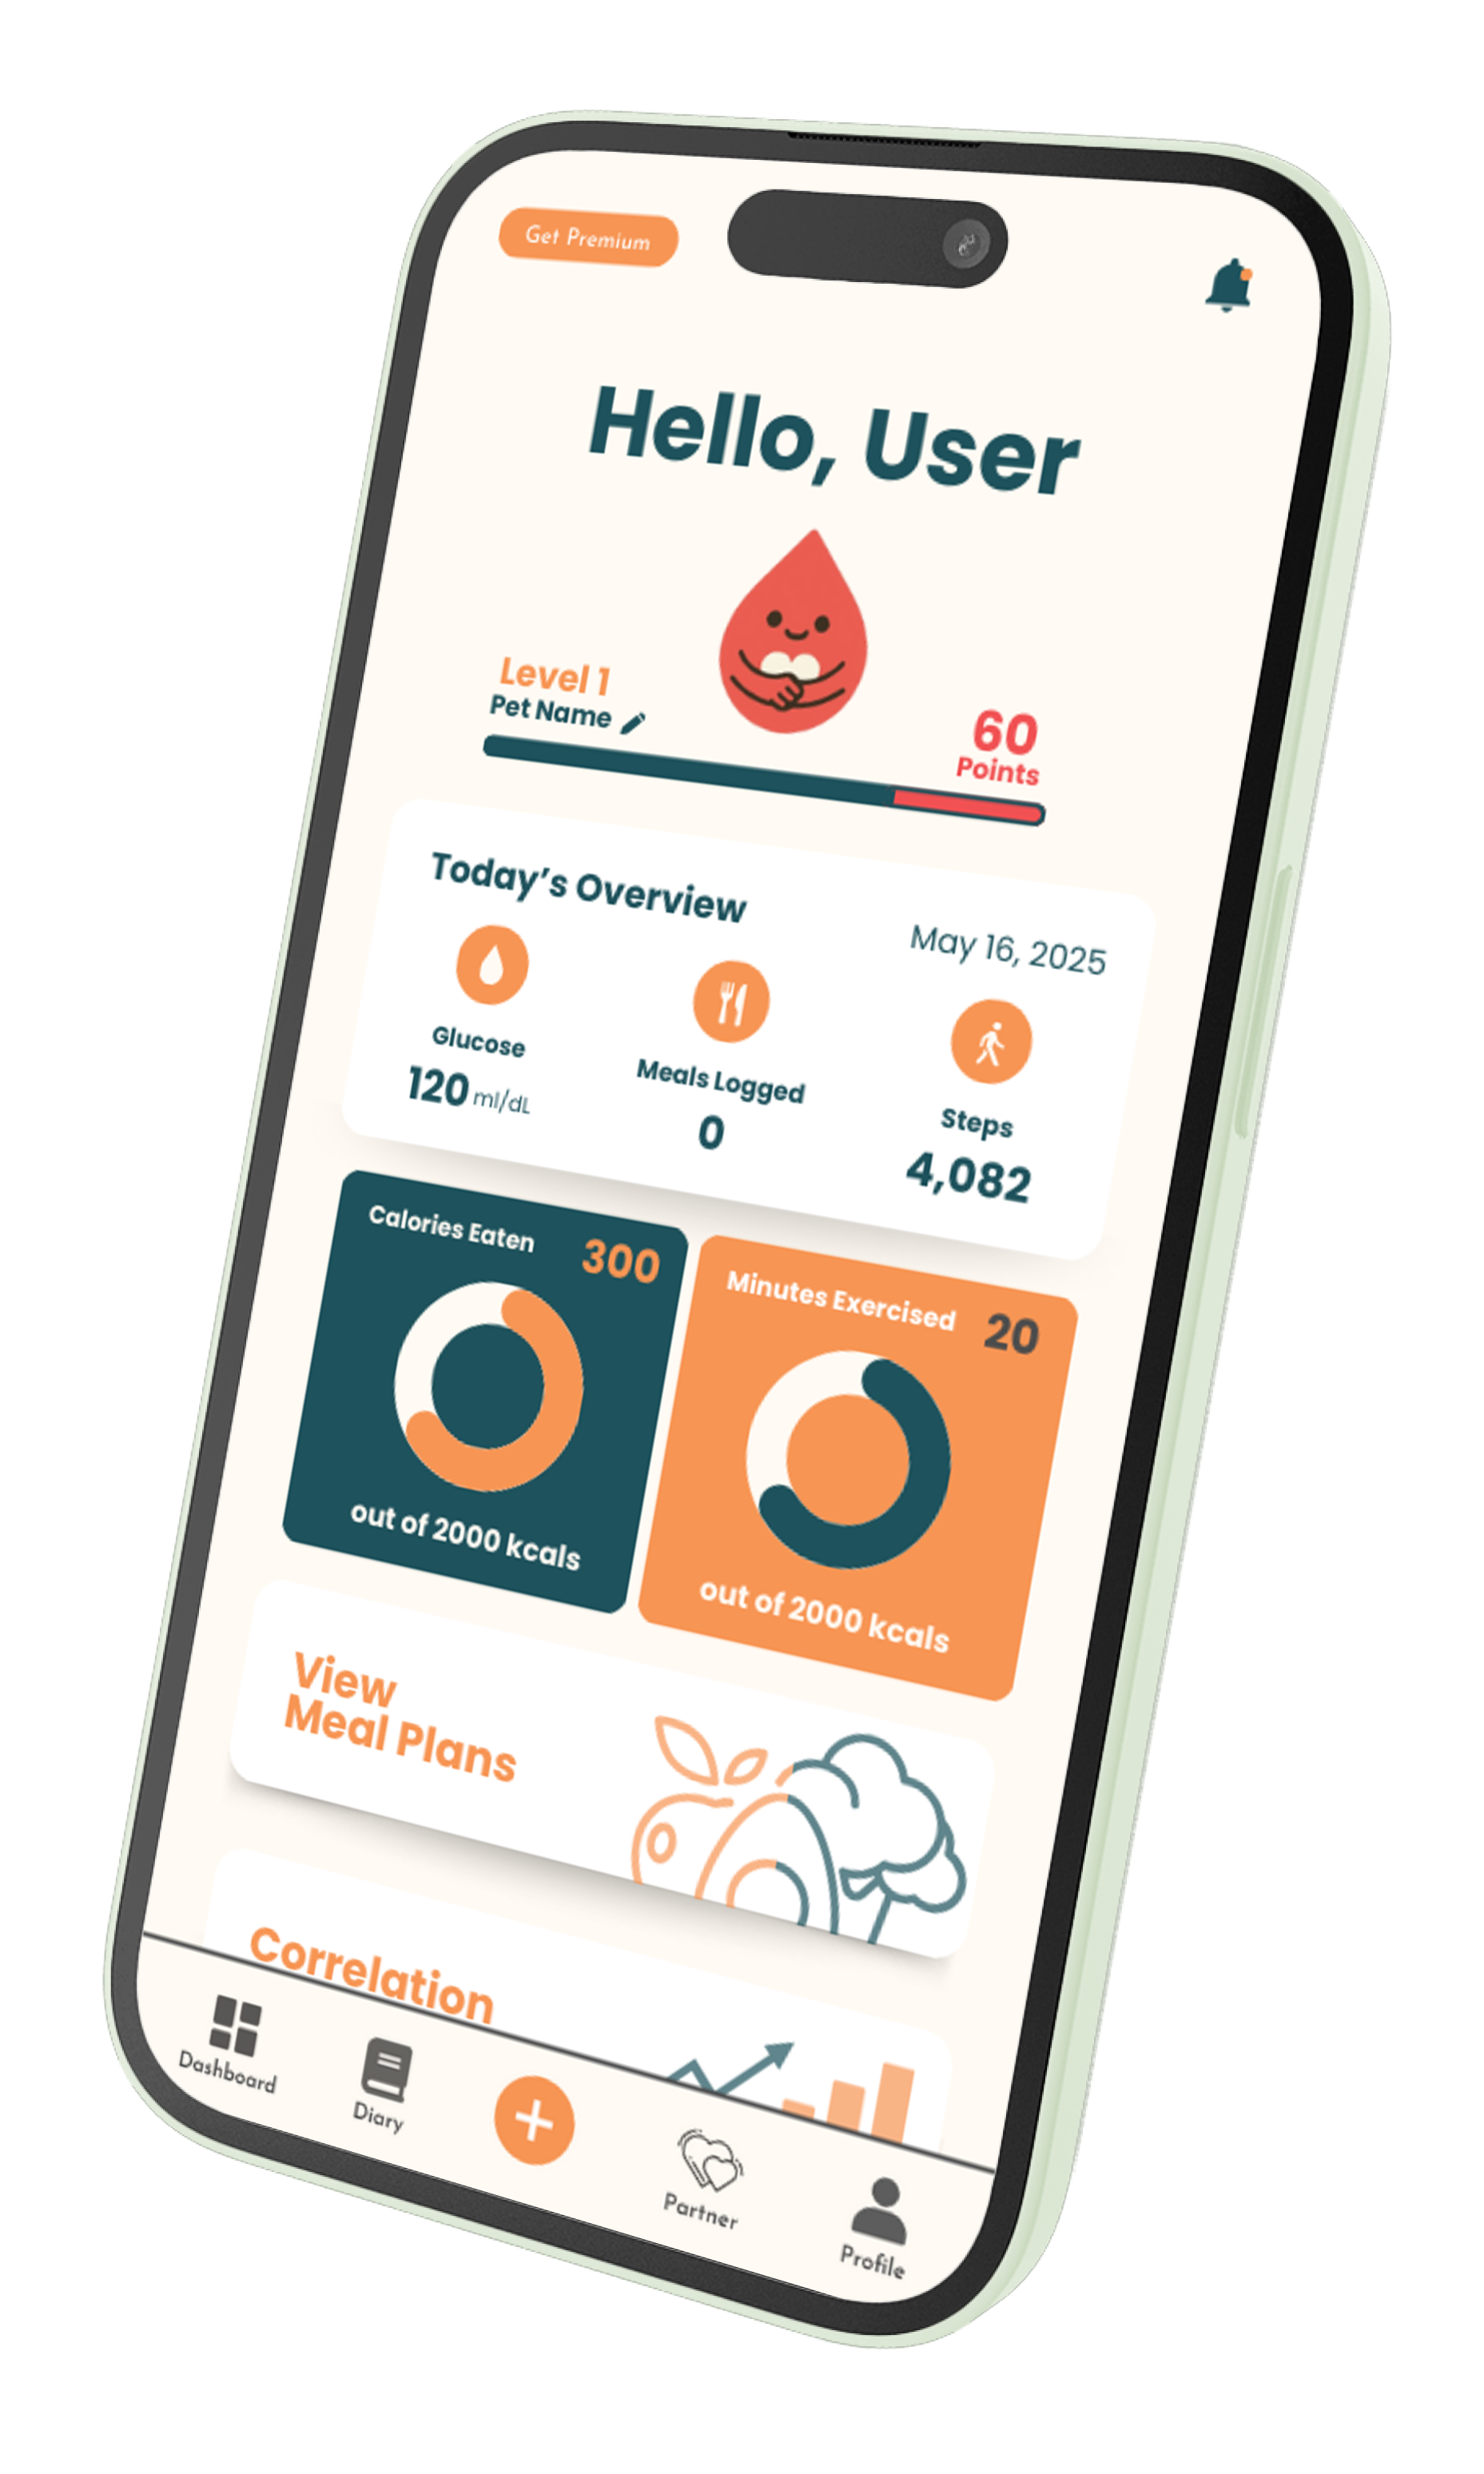 Get Premium
Hello, User
Level 1
Pet Name
60
Points
Today's Overview
May 16, 2025
Glucose
120 ml/dL
Meals Logged
0
Steps
4,082
Calories Eaten 300
out of 2000 kcals
Minutes Exercised 20
out of 2000 kcals
View
Meal Plans
Correlation
Dashboard
Diary
Partner
Profile